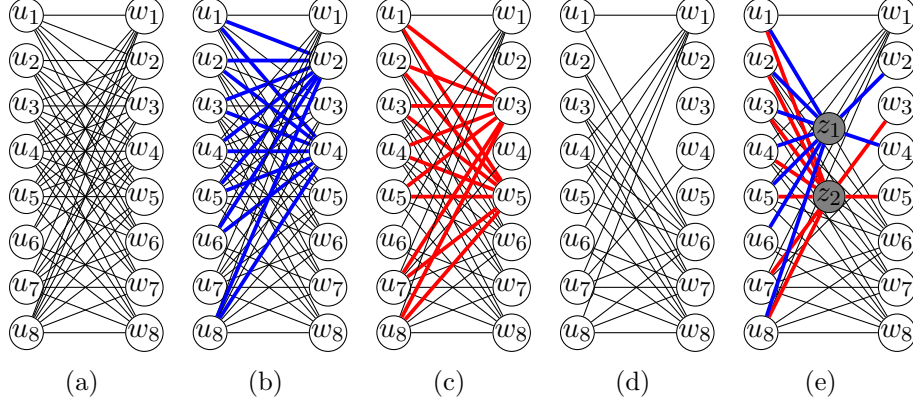 u1 w1 u1 w1 u1 w1 u1 w1 u1 w1
u2 w2 u2 w2 u2 w2 u2 w2 u2 w2
u3 w3 u3 w3 u3 w3 u3 w3 u3 w3
z1
u4 w4 u4 w4 u4 w4 u4 w4 u4 w4
u5 w5 u5 w5 u5 w5 u5 w5 u5 z2 w5
u6 w6 u6 w6 u6 w6 u6 w6 u6 w6
u7 w7 u7 w7 u7 w7 u7 w7 u7 w7
u8 w8 u8 w8 u8 w8 u8 w8 u8 w8
(a) (b) (c) (d) (e)